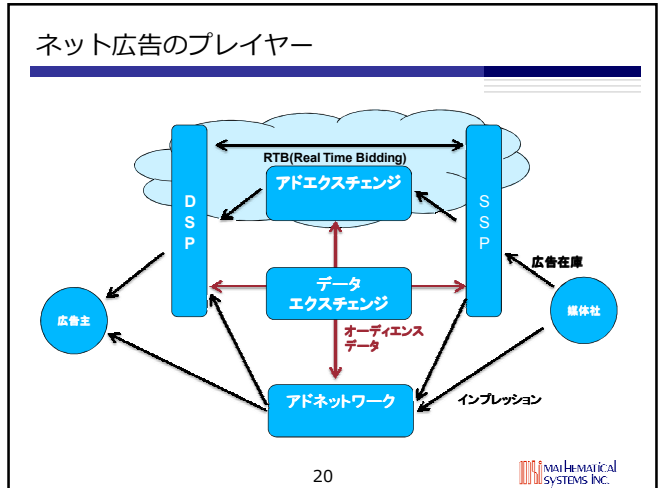 ネット広告のプレイヤー
RTB(Real Time Bidding)
アドエクスチェンジ
D
S
P
S
S
P
広告在庫
データ
エクスチェンジ
広告主
媒体社
オーディエンス
データ
アドネットワーク
インプレッション
20
MATHEMATICAL
SYSTEMS INC.